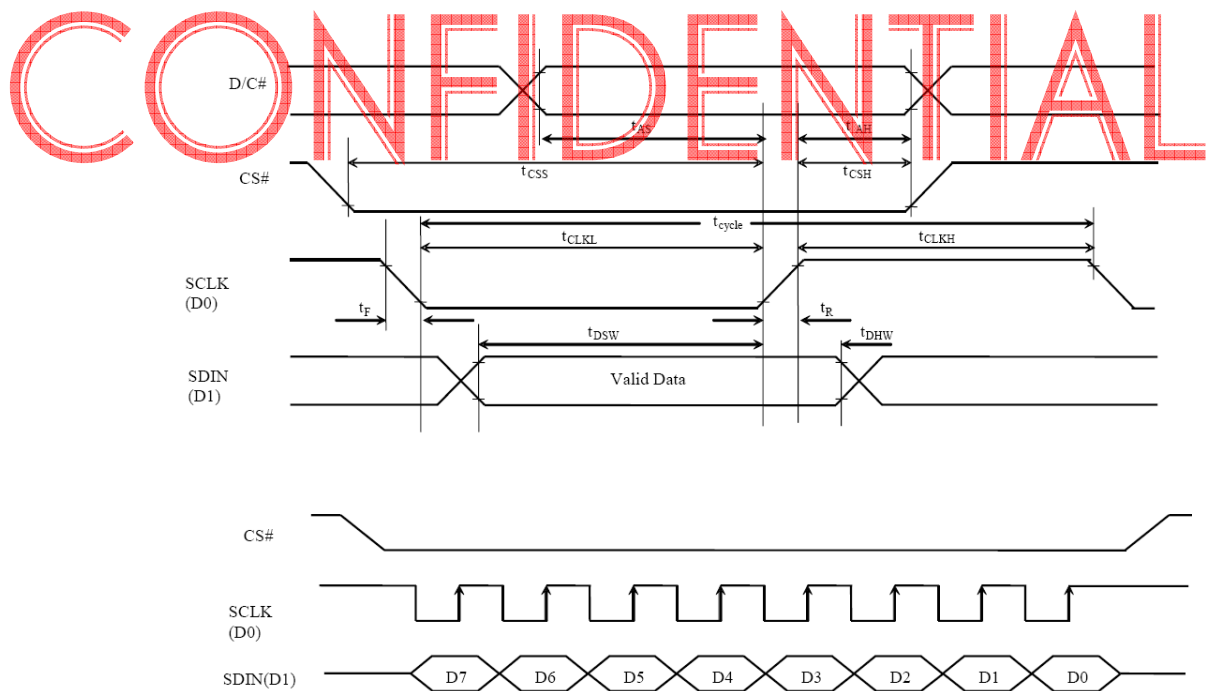 CONFIDENTIAL
D/C#
tAS
tAH
tCSS
tCSH
CS#
tcycle
tCLKL
tCLKH
SCLK
(D0)
tF
tR
tDSW
tDHW
SDIN
(D1)
Valid Data
CS#
SCLK
(D0)
SDIN(D1)
D7 D6 D5 D4 D3 D2 D1 D0